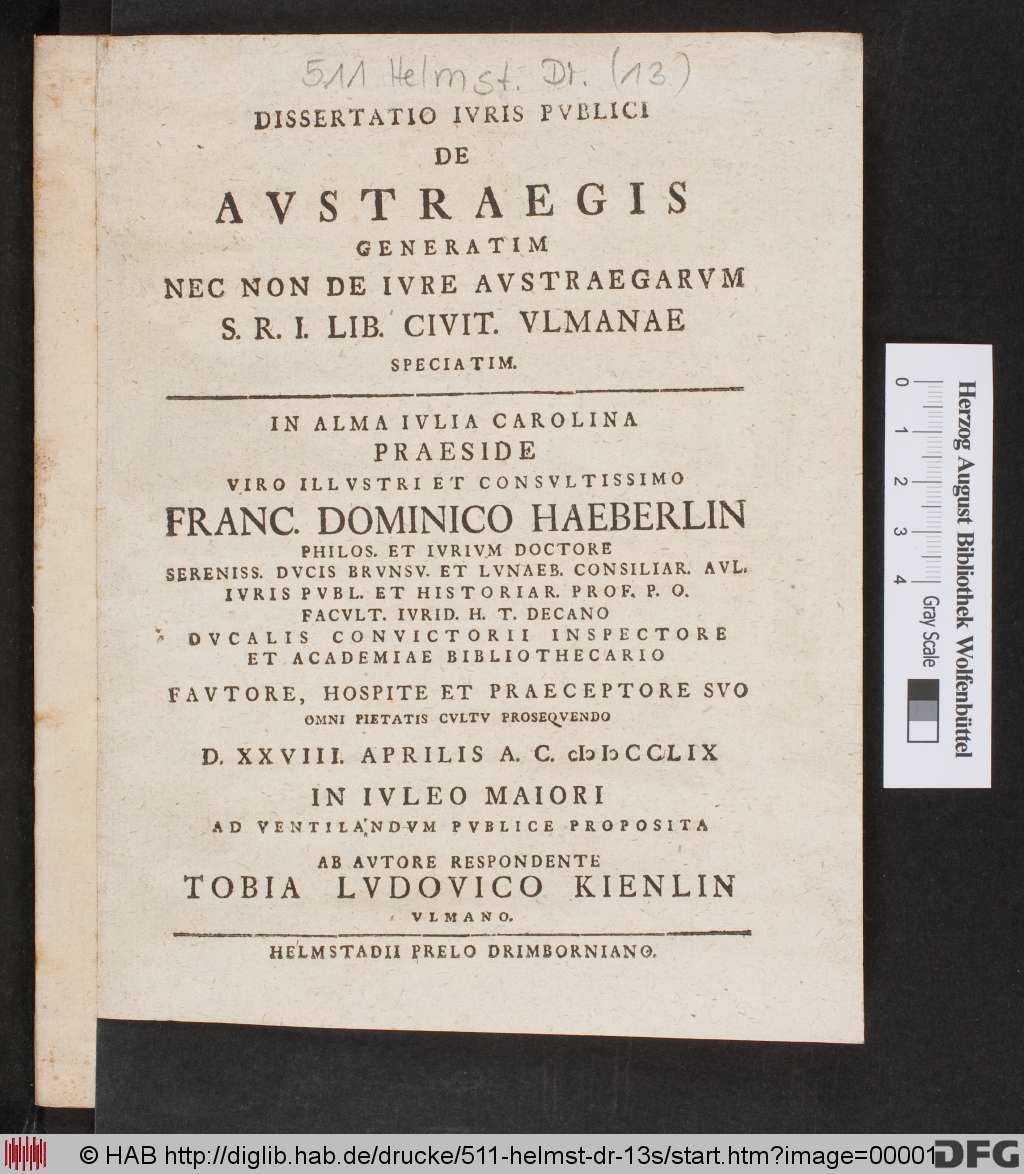 511 Helmst. Dr. (13)
DISSERTATIO IVRIS PVBLICI
DE
AVSTRAEGIS
GENERATIM
NEC NON DE IVRE AVSTRAEGARVM
S. R. I. LIB. CIVIT. VLMANAE
SPECIATIM.
IN ALMA IVLIA CAROLINA
PRAESIDE
VIRO ILLVSTRI ET CONSVLTISSIMO
FRANC. DOMINICO HAEBERLIN
PHILOS. ET IVRIVM DOCTORE
SERENISS. DVCIS BRVNSV. ET LVNAEB. CONSILIAR. AVL.
IVRIS PVBL. ET HISTORIAR. PROF. P. O.
FACVLT. IVRID. H. T. DECANO
DVCALIS CONVICTORII INSPECTORE
ET ACADEMIAE BIBLIOTHECARIO
FAVTORE, HOSPITE ET PRAECEPTORE SVO
OMNI PIETATIS CVLTV PROSEQVENDO
D. XXVIII. APRILIS A. C. cIↄ IↄCCLIX
IN IVLEO MAIORI
AD VENTILANDVM PVBLICE PROPOSITA
AB AVTORE RESPONDENTE
TOBIA LVDOVICO KIENLIN
VLMANO.
HELMSTADII PRELO DRIMBORNIANO.
0 1 2 3 4
Gray Scale
Herzog August Bibliothek Wolfenbüttel
© HAB http://diglib.hab.de/drucke/511-helmst-dr-13s/start.htm?image=00001
DFG